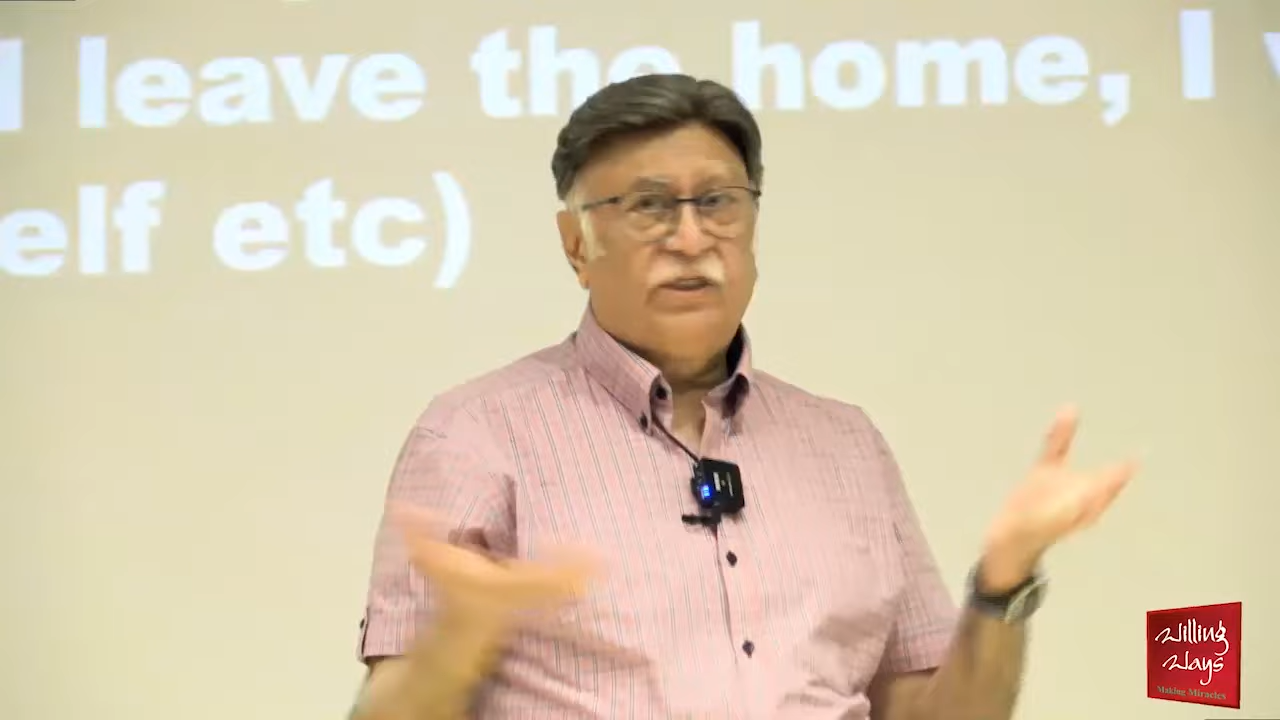 I leave the home, I
elf etc)
Willing
Ways
Making Miracles